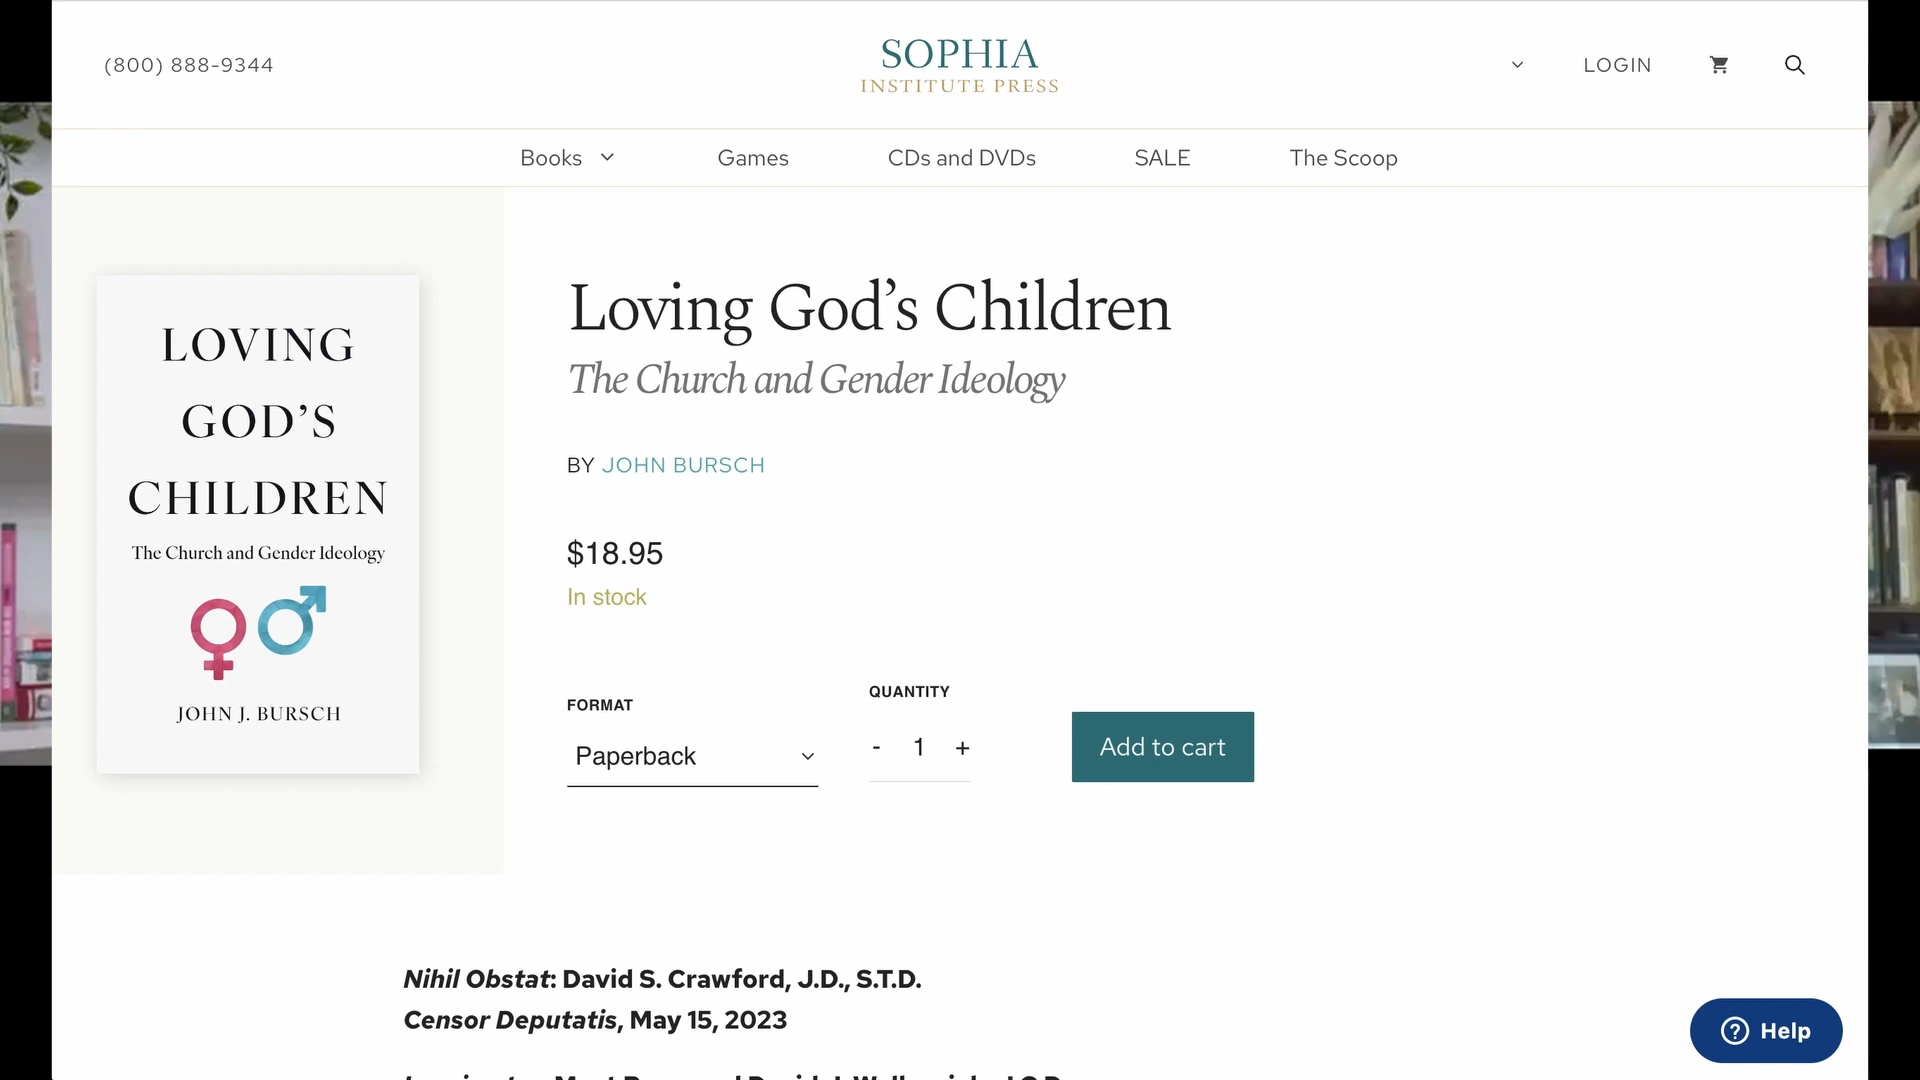 (800) 888-9344
SOPHIA
INSTITUTE PRESS
LOGIN
Books
Games
CDs and DVDs
SALE
The Scoop
LOVING
GOD'S
CHILDREN
The Church and Gender Ideology
JOHN J. BURSCH
Loving God's Children
The Church and Gender Ideology
BY JOHN BURSCH
$18.95
In stock
FORMAT
Paperback
QUANTITY
- 1 +
Add to cart
Nihil Obstat: David S. Crawford, J.D., S.T.D.
Censor Deputatis, May 15, 2023
Help